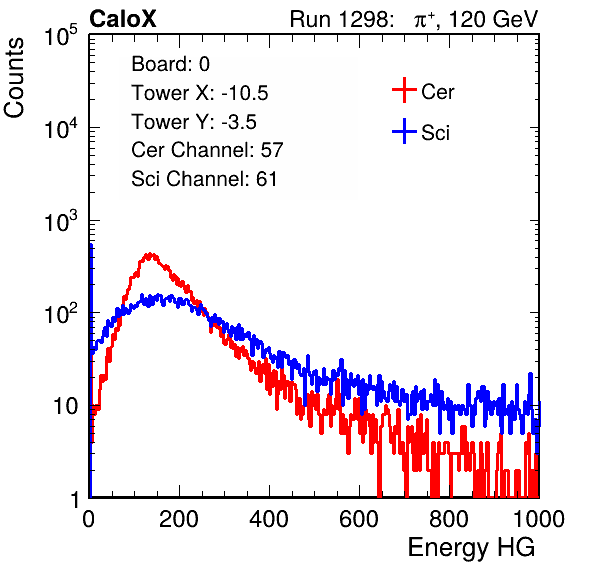 CaloX Run 1298: π⁺, 120 GeV
Counts
10⁵
10⁴
10³
10²
10
1
Board: 0
Tower X: -10.5
Tower Y: -3.5
Cer Channel: 57
Sci Channel: 61
Cer
Sci
0 200 400 600 800 1000
Energy HG